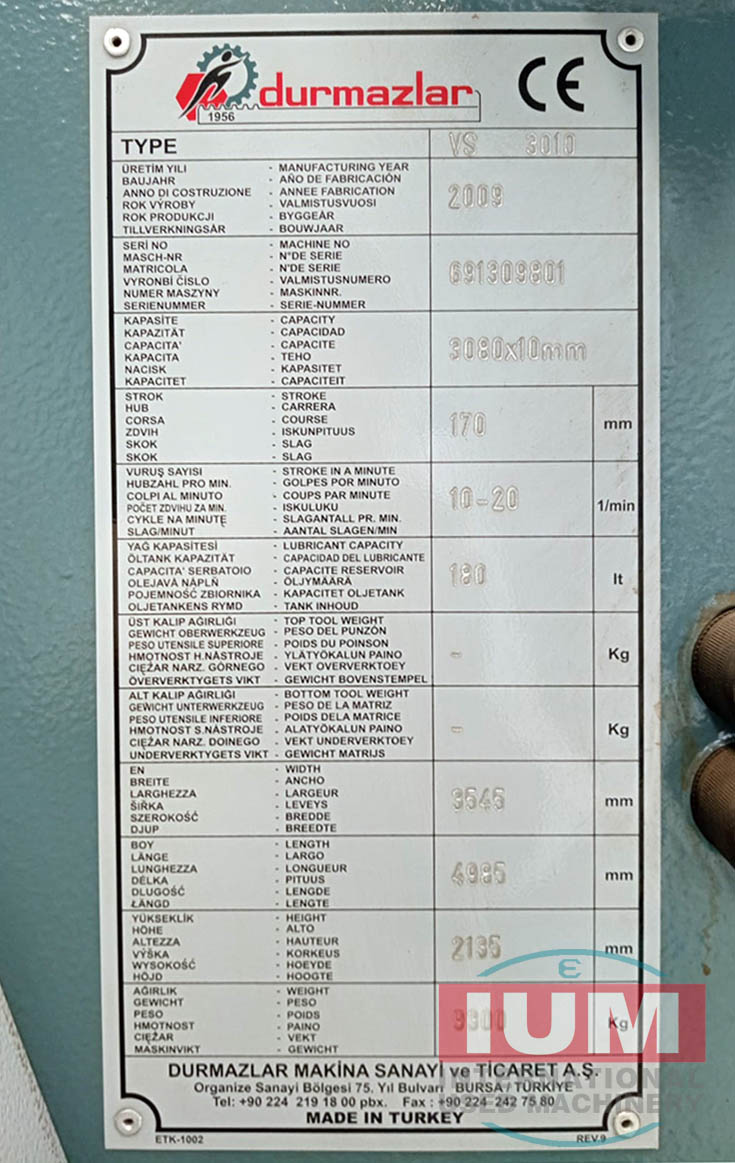 durmazlar
1956
CE
TYPE VS 3010
ÜRETİM YILI - MANUFACTURING YEAR
BAUJAHR - AÑO DE FABRICACIÓN
ANNO DI COSTRUZIONE - ANNEE FABRICATION
ROK VÝROBY - VALMISTUSVUOSI
ROK PRODUKCJI - BYGGEÅR
TILLVERKNINGSÅR - BOUWJAAR
2009
SERİ NO - MACHINE NO
MASCH-NR - N°DE SERIE
MATRICOLA - N'DE SERIE
VYRONBİ ČÍSLO - VALMISTUSNUMERO
NUMER MASZYNY - MASKINNR.
SERIENUMMER - SERIE-NUMMER
691309801
KAPASİTE - CAPACITY
KAPAZITÄT - CAPACIDAD
CAPACITA' - CAPACITE
KAPACITA - TEHO
NACISK - KAPASITET
KAPACITET - CAPACITEIT
3080x10mm
STROK - STROKE
HUB - CARRERA
CORSA - COURSE
ZDVIH - ISKUNPITUUS
SKOK - SLAG
SKOK - SLAG
170 mm
VURUŞ SAYISI - STROKE IN A MINUTE
HUBZAHL PRO MIN. - GOLPES POR MINUTO
COLPI AL MINUTO - COUPS PAR MINUTE
POČET ZDVIHU ZA MIN. - ISKULUKU
CYKLE NA MINUTĘ - SLAGANTALL PR. MIN.
SLAG/MINUT - AANTAL SLAGEN/MIN
10-20 1/min
YAĞ KAPASİTESİ - LUBRICANT CAPACITY
ÖLTANK KAPAZITÄT - CAPACIDAD DEL LUBRICANTE
CAPACITA' SERBATOIO - CAPACITE RESERVOIR
OLEJAVÁ NÁPLŇ - ÖLJYMÄÄRÄ
POJEMNOŚĆ ZBIORNIKA - KAPACITET OLJETANK
OLJETANKENS RYMD - TANK INHOUD
180 lt
ÜST KALIP AĞIRLIĞI - TOP TOOL WEIGHT
GEWICHT OBERWERKZEUG - PESO DEL PUNZÓN
PESO UTENSILE SUPERIORE - POIDS DU POINSON
HMOTNOST H.NÁSTROJE - YLÄTYÖKALUN PAINO
CIĘŻAR NARZ. GÓRNEGO - VEKT OVERVERKTOEY
ÖVERVERKTYGETS VIKT - GEWICHT BOVENSTEMPEL
- Kg
ALT KALIP AĞIRLIĞI - BOTTOM TOOL WEIGHT
GEWICHT UNTERWERKZEUG - PESO DE LA MATRIZ
PESO UTENSILE INFERIORE - POIDS DELA MATRICE
HMOTNOST S.NÁSTROJE - ALATYÖKALUN PAINO
CIĘŻAR NARZ. DOINEGO - VEKT UNDERVERKTOEY
UNDERVERKTYGETS VIKT - GEWICHT MATRIJS
- Kg
EN - WIDTH
BREITE - ANCHO
LARGHEZZA - LARGEUR
ŠIŘKA - LEVEYS
SZEROKOŚĆ - BREDDE
DJUP - BREEDTE
3545 mm
BOY - LENGTH
LÄNGE - LARGO
LUNGHEZZA - LONGUEUR
DÉLKA - PITUUS
DŁUGOŚĆ - LENGDE
LÄNGD - LENGTE
4985 mm
YÜKSEKLİK - HEIGHT
HÖHE - ALTO
ALTEZZA - HAUTEUR
VÝŠKA - KORKEUS
WYSOKOŚĆ - HOEYDE
HÖJD - HOOGTE
2195 mm
AĞIRLIK - WEIGHT
GEWICHT - PESO
PESO - POIDS
HMOTNOST - PAINO
CIĘŻAR - VEKT
MASKINVIKT - GEWICHT
Kg
IUM
INTERNATIONAL
USED MACHINERY
DURMAZLAR MAKİNA SANAYİ ve TİCARET A.Ş.
Organize Sanayi Bölgesi 75. Yıl Bulvarı BURSA / TÜRKİYE
Tel: +90 224 219 18 00 pbx. Fax : +90 224 242 75 80
MADE IN TURKEY
ETK-1002 REV.9